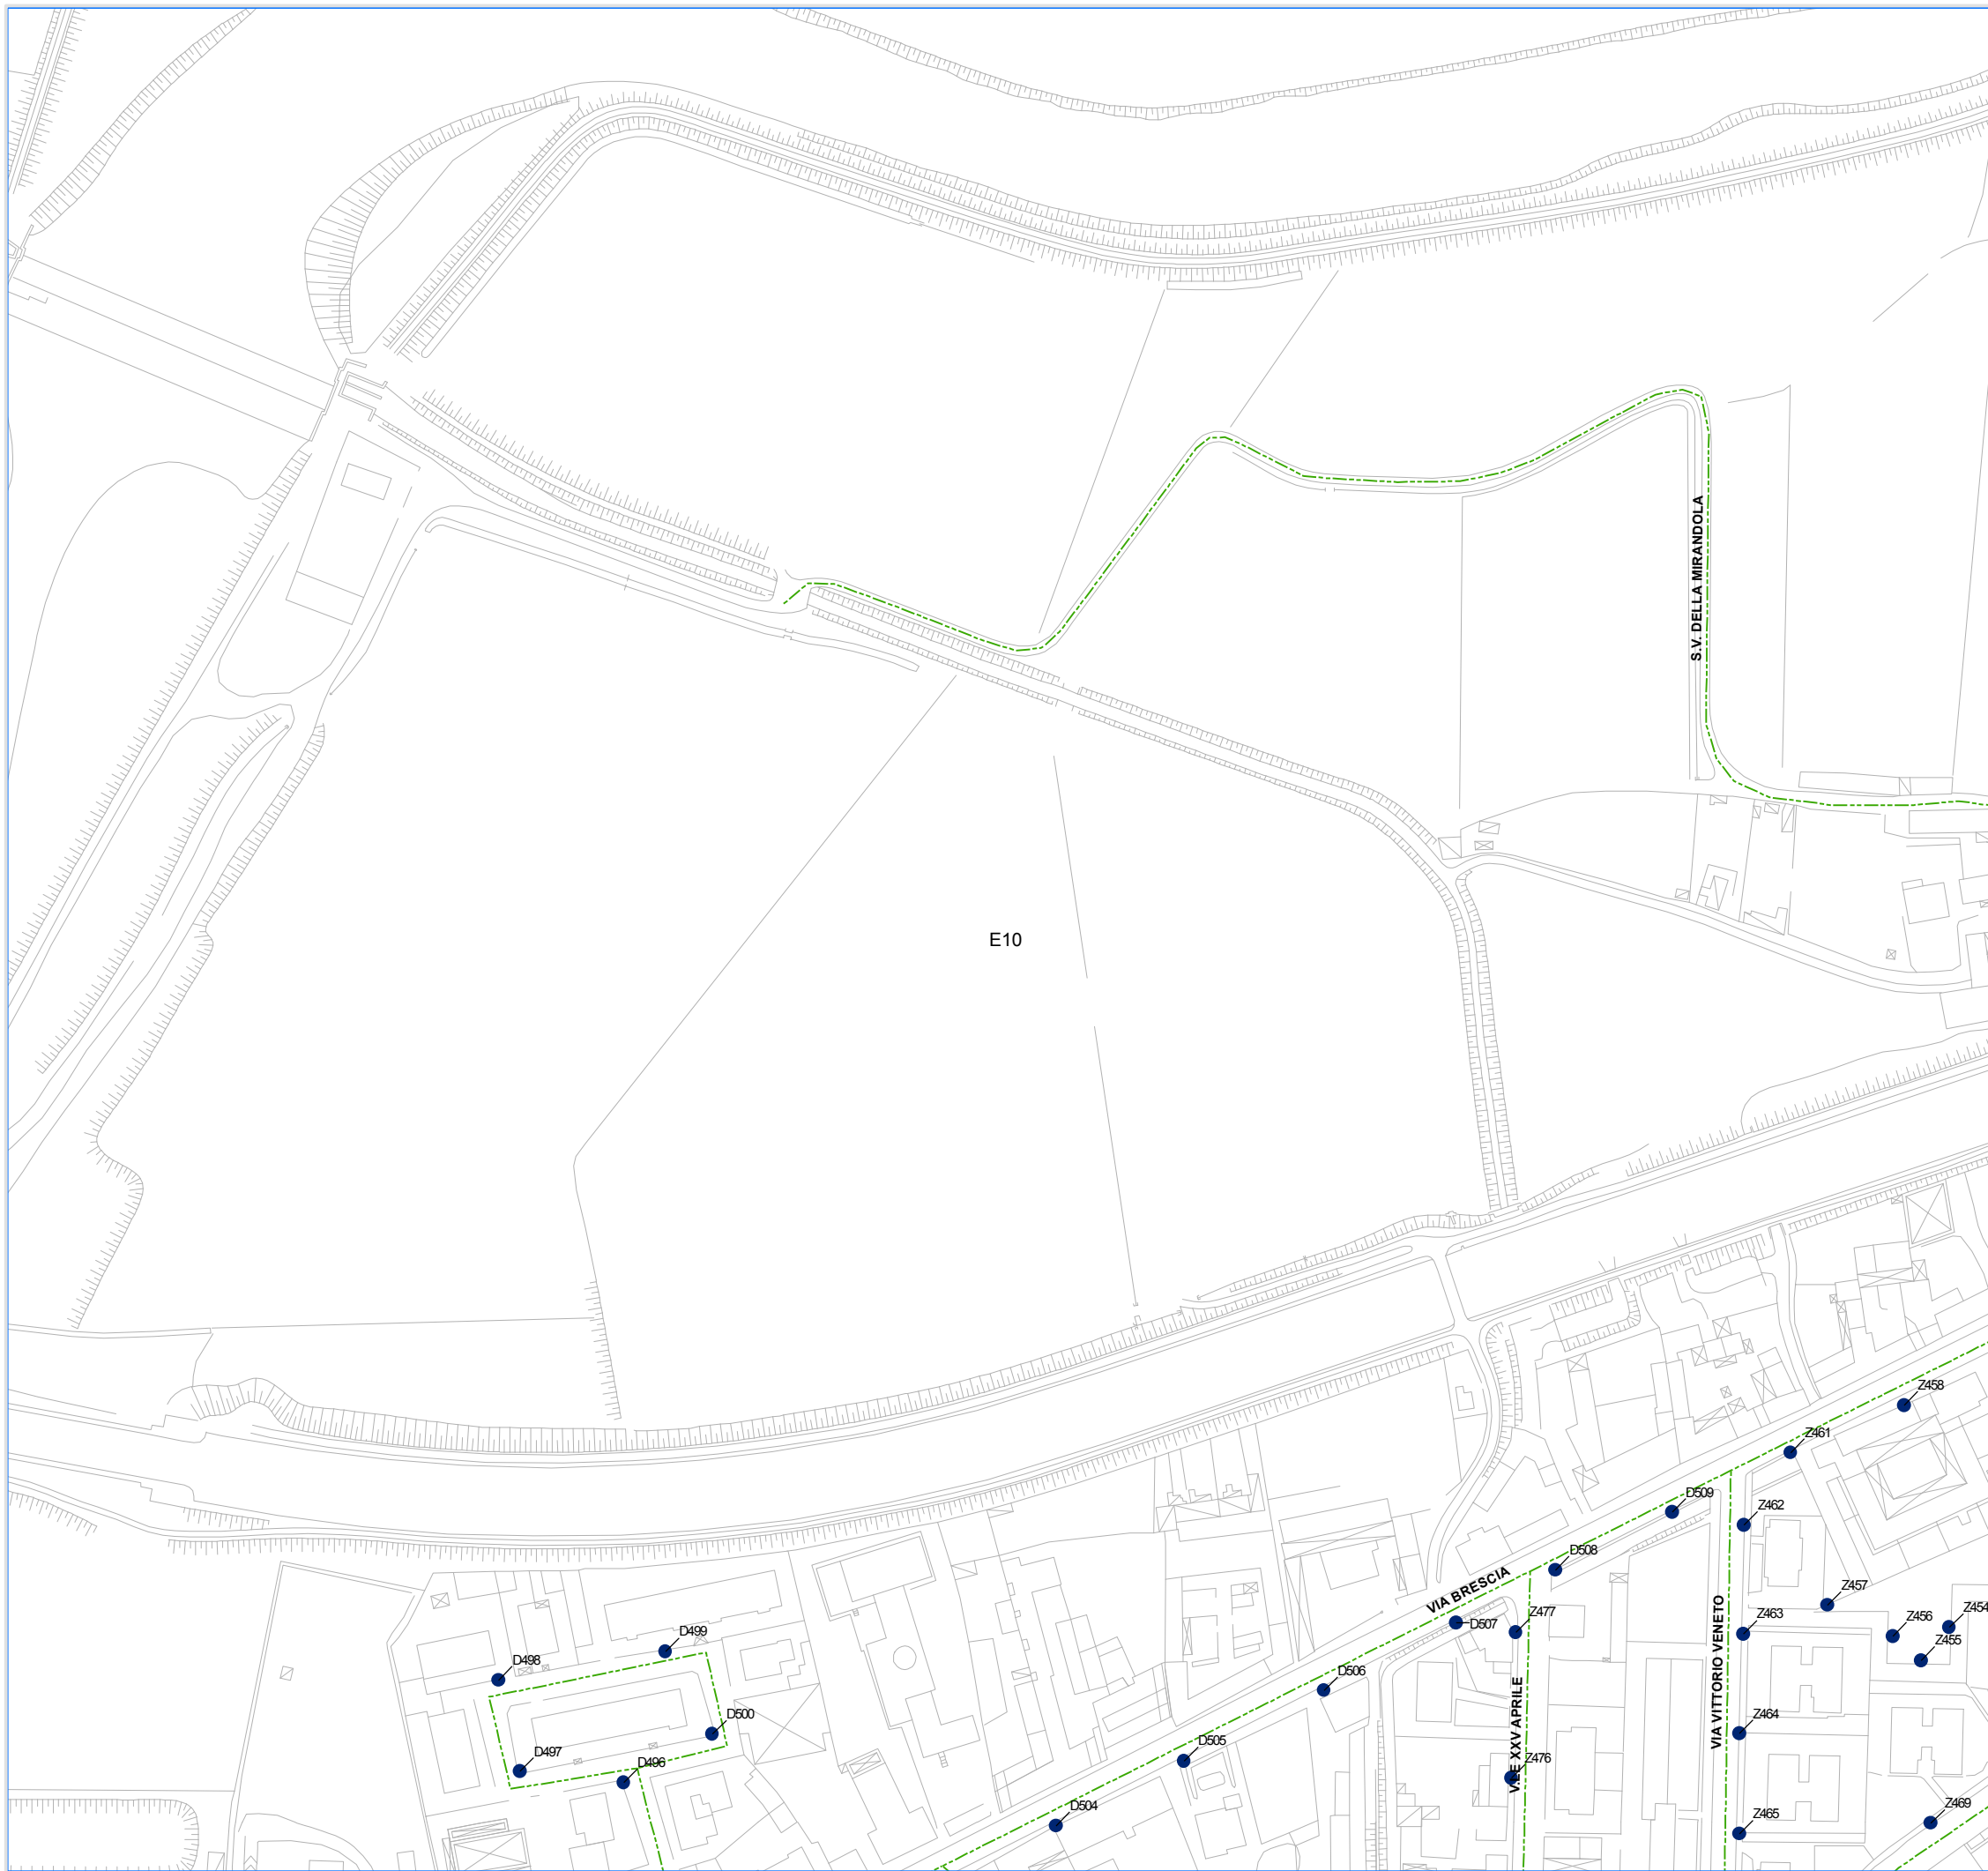 S.V. DELLA MIRANDOLA
E10
Z458
Z461
D509
Z462
D508
VIA BRESCIA
Z457
Z454
Z456
Z463
Z477
D507
Z455
D499
D498
D506
VIA VITTORIO VENETO
V.LE XXV APRILE
D500
Z464
D505
D497
D496
Z476
D504
Z465
Z469